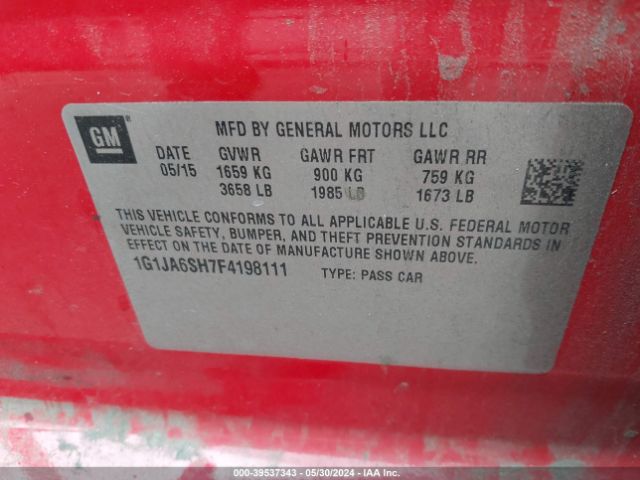 GM
MFD BY GENERAL MOTORS LLC
DATE GVWR GAWR FRT GAWR RR
05/15 1659 KG 900 KG 759 KG
3658 LB 1985 LB 1673 LB
THIS VEHICLE CONFORMS TO ALL APPLICABLE U.S. FEDERAL MOTOR
VEHICLE SAFETY, BUMPER, AND THEFT PREVENTION STANDARDS IN
EFFECT ON THE DATE OF MANUFACTURE SHOWN ABOVE.
1G1JA6SH7F4198111 TYPE: PASS CAR
000-39537343 // 05/30/2024 // IAA Inc.